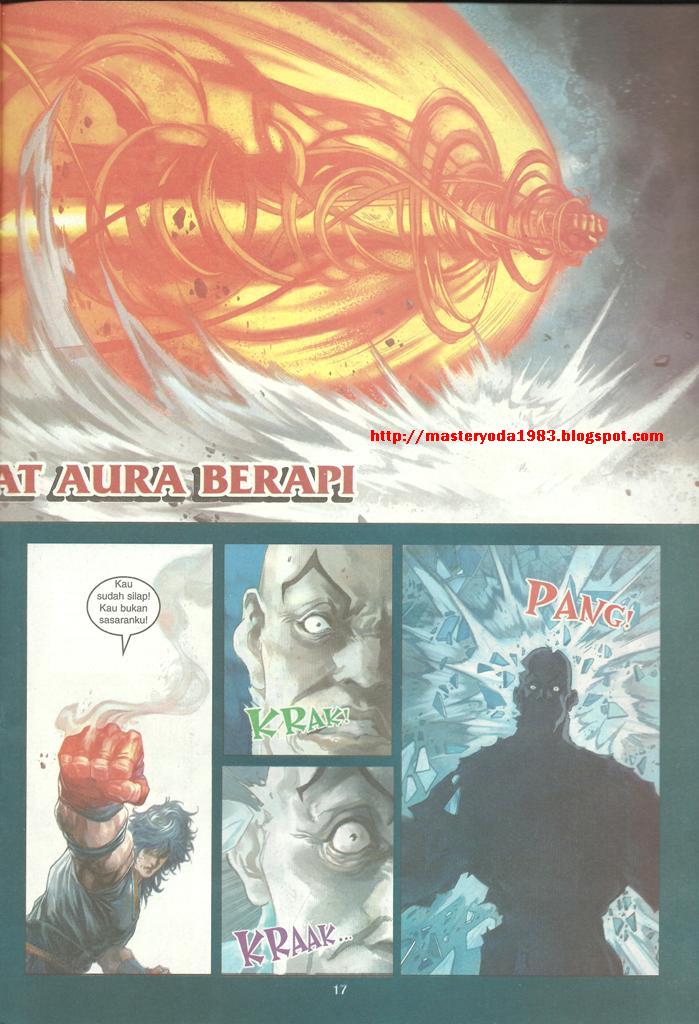 http://masteryoda1983.blogspot.com
AT AURA BERAPI
Kau
sudah silap!
Kau bukan
sasaranku!
KRAK!
KRAAK...
PANG!
17